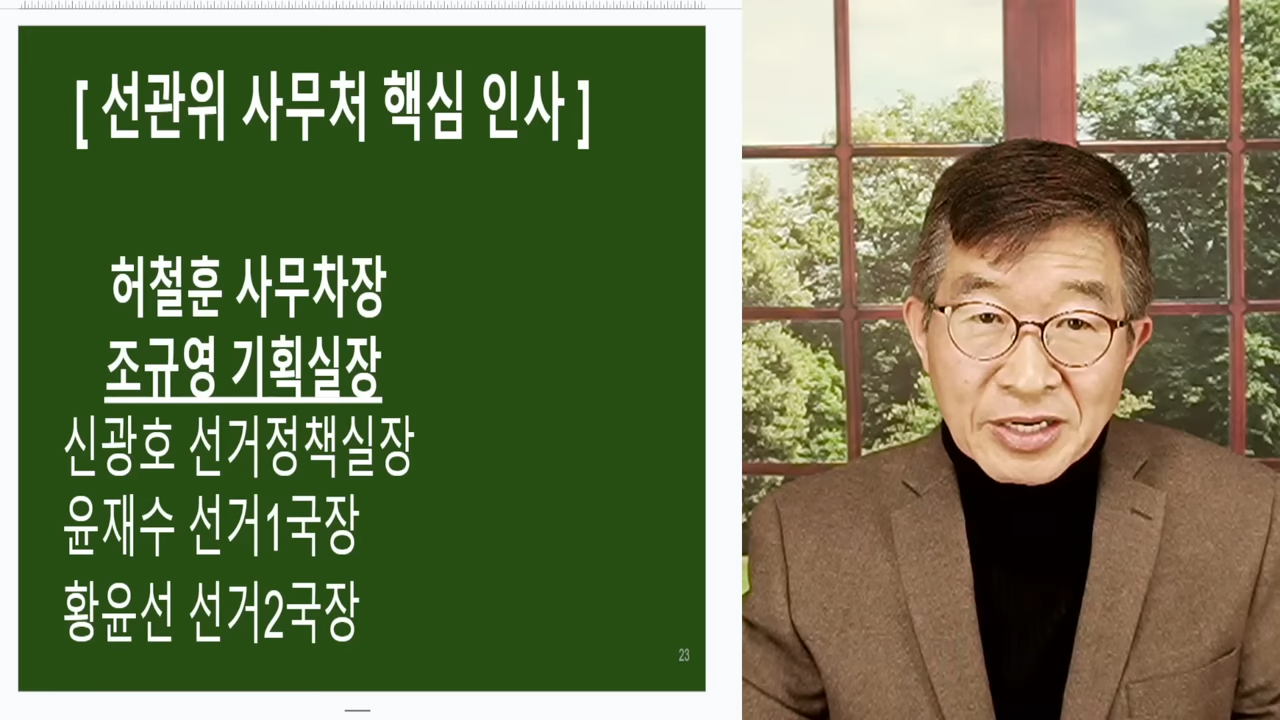 [ 선관위 사무처 핵심 인사 ]
허철훈 사무차장
조규영 기획실장
신광호 선거정책실장
윤재수 선거1국장
황윤선 선거2국장
23